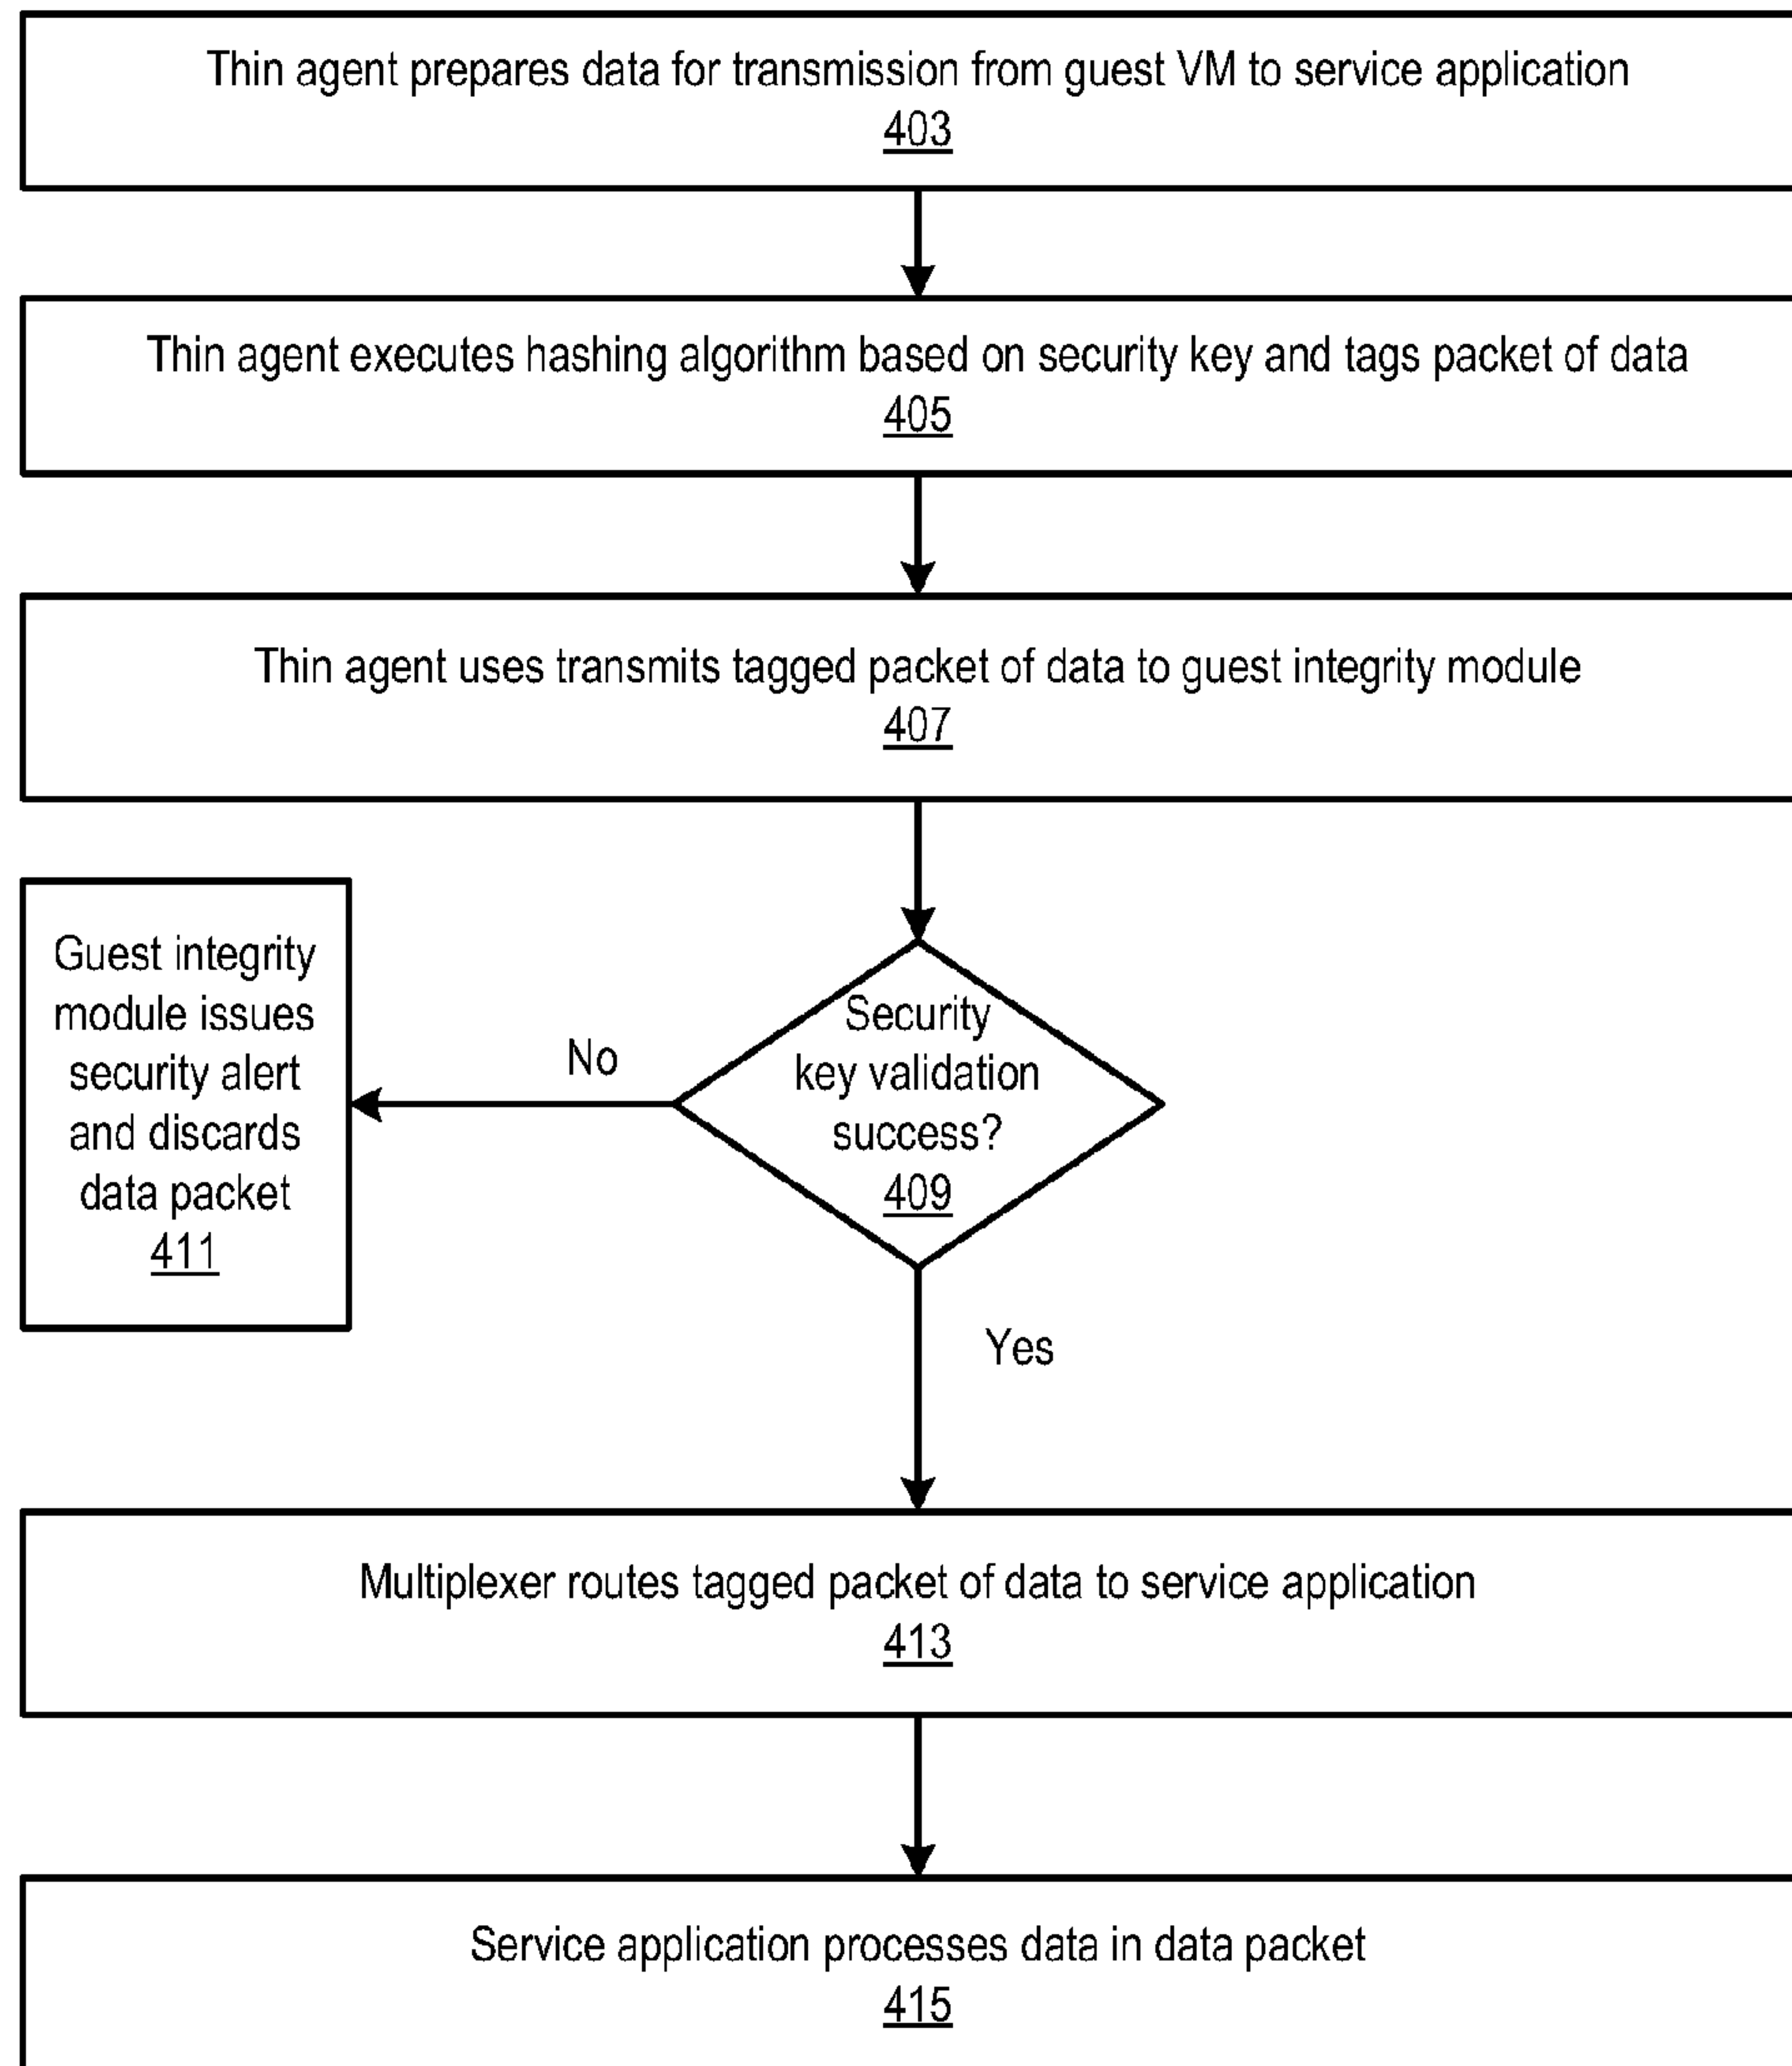 Thin agent prepares data for transmission from guest VM to service application
403
Thin agent executes hashing algorithm based on security key and tags packet of data
405
Thin agent uses transmits tagged packet of data to guest integrity module
407
Guest integrity
module issues
security alert
and discards
data packet
411
No
Security
key validation
success?
409
Yes
Multiplexer routes tagged packet of data to service application
413
Service application processes data in data packet
415